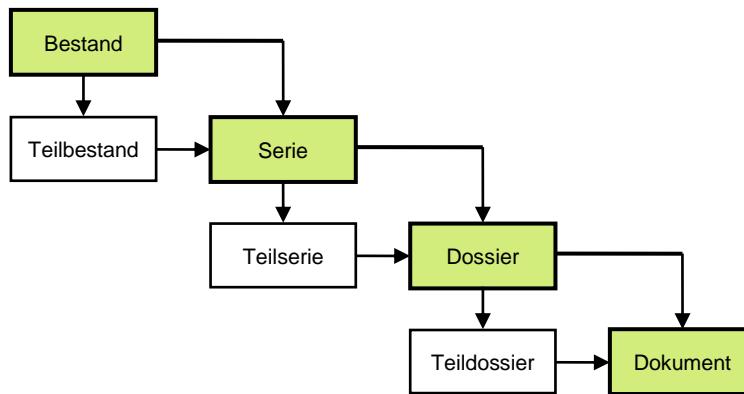 Bestand
Teilbestand
Serie
Teilserie
Dossier
Teildossier
Dokument